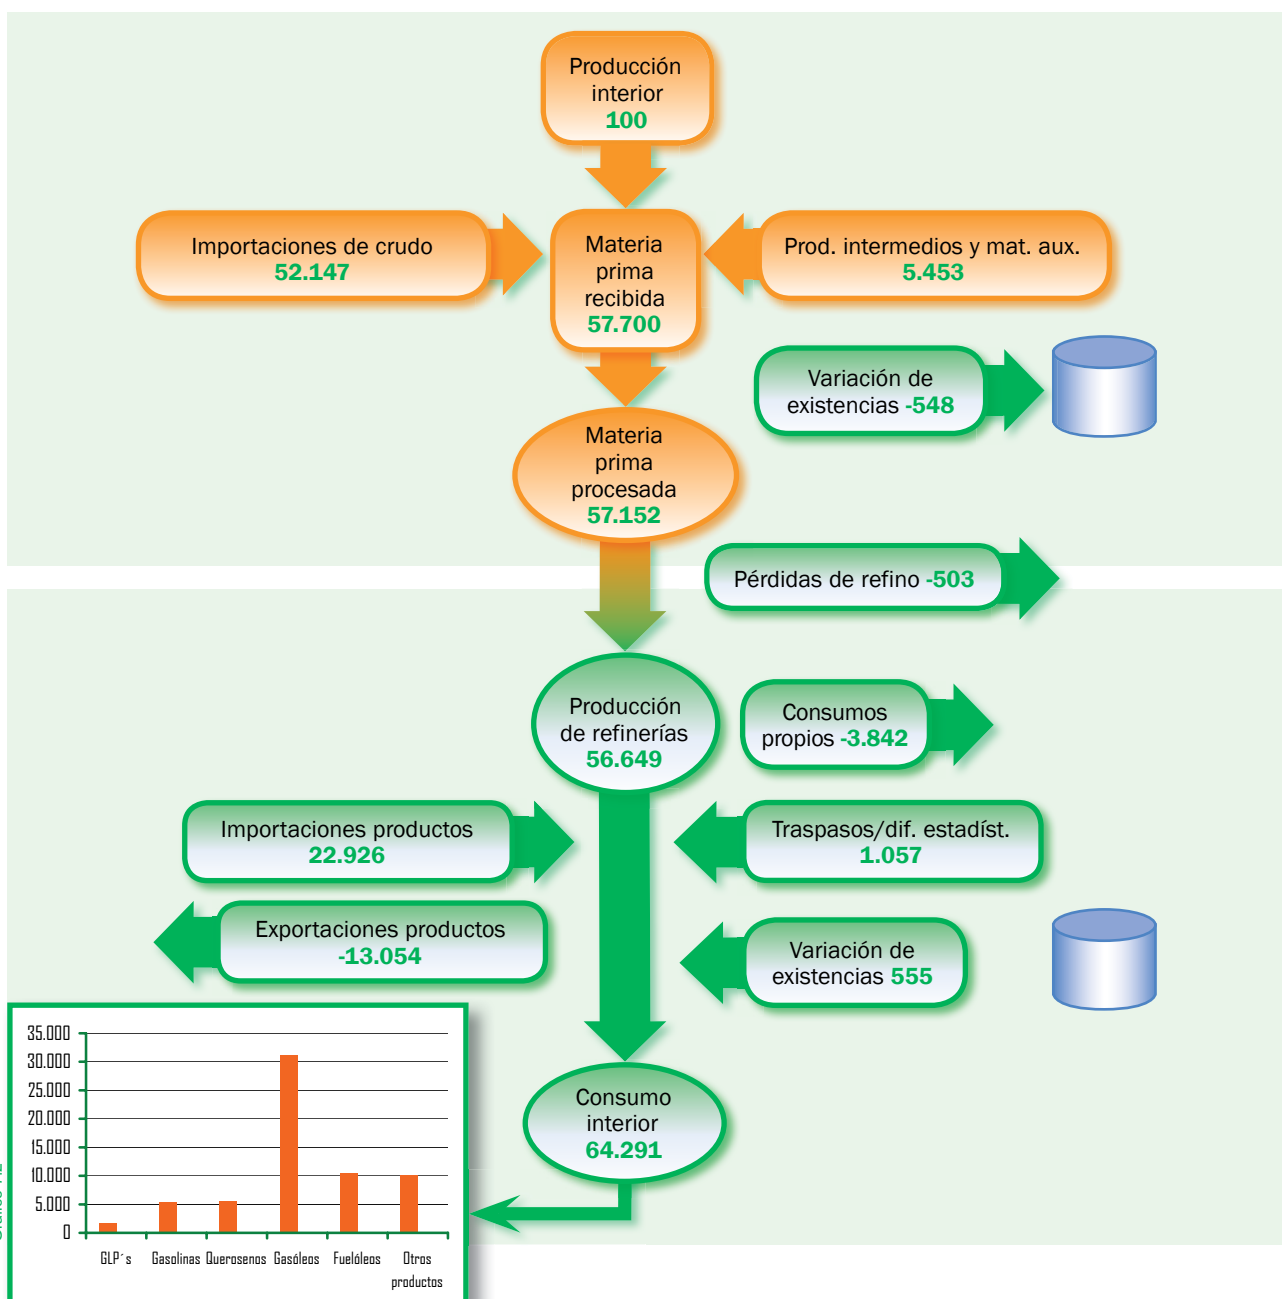 Producción
interior
100
Importaciones de crudo
52.147
Materia
prima
recibida
57.700
Prod. intermedios y mat. aux.
5.453
Variación de
existencias -548
Materia
prima
procesada
57.152
Pérdidas de refino -503
Producción
de refinerías
56.649
Consumos
propios -3.842
Importaciones productos
22.926
Traspasos/dif. estadíst.
1.057
Exportaciones productos
-13.054
Variación de
existencias 555
Consumo
interior
64.291
35.000
30.000
25.000
20.000
15.000
10.000
5.000
0
GLP´s Gasolinas Querosenos Gasóleos Fuelóleos Otros
productos